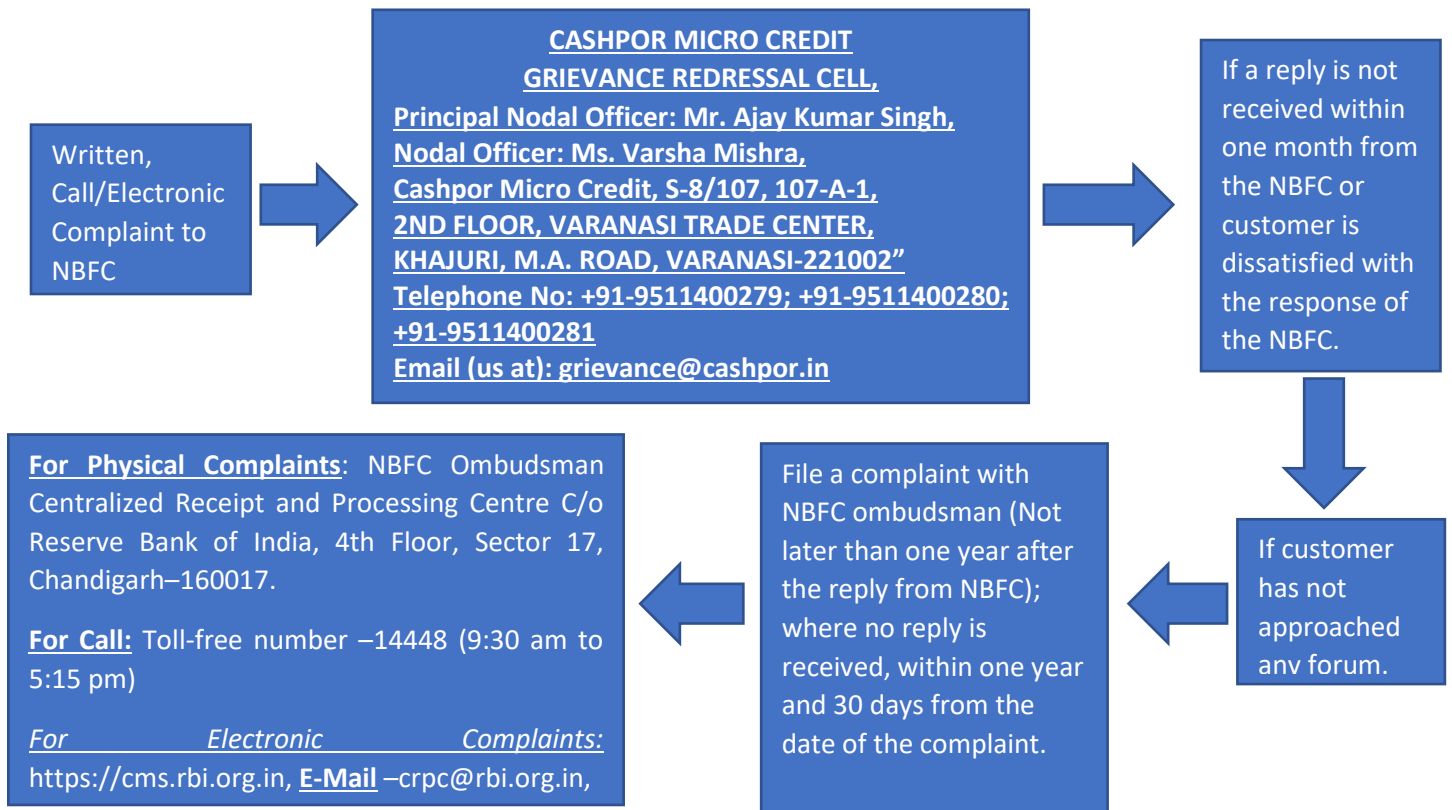 Written,
Call/Electronic
Complaint to
NBFC
CASHPOR MICRO CREDIT
GRIEVANCE REDRESSAL CELL,
Principal Nodal Officer: Mr. Ajay Kumar Singh,
Nodal Officer: Ms. Varsha Mishra,
Cashpor Micro Credit, S-8/107, 107-A-1,
2ND FLOOR, VARANASI TRADE CENTER,
KHAJURI, M.A. ROAD, VARANASI-221002”
Telephone No: +91-9511400279; +91-9511400280;
+91-9511400281
Email (us at): grievance@cashpor.in
If a reply is not
received within
one month from
the NBFC or
customer is
dissatisfied with
the response of
the NBFC.
If customer
has not
approached
any forum.
File a complaint with
NBFC ombudsman (Not
later than one year after
the reply from NBFC);
where no reply is
received, within one year
and 30 days from the
date of the complaint.
For Physical Complaints: NBFC Ombudsman
Centralized Receipt and Processing Centre C/o
Reserve Bank of India, 4th Floor, Sector 17,
Chandigarh–160017.
For Call: Toll-free number –14448 (9:30 am to
5:15 pm)
For Electronic Complaints:
https://cms.rbi.org.in, E-Mail –crpc@rbi.org.in,